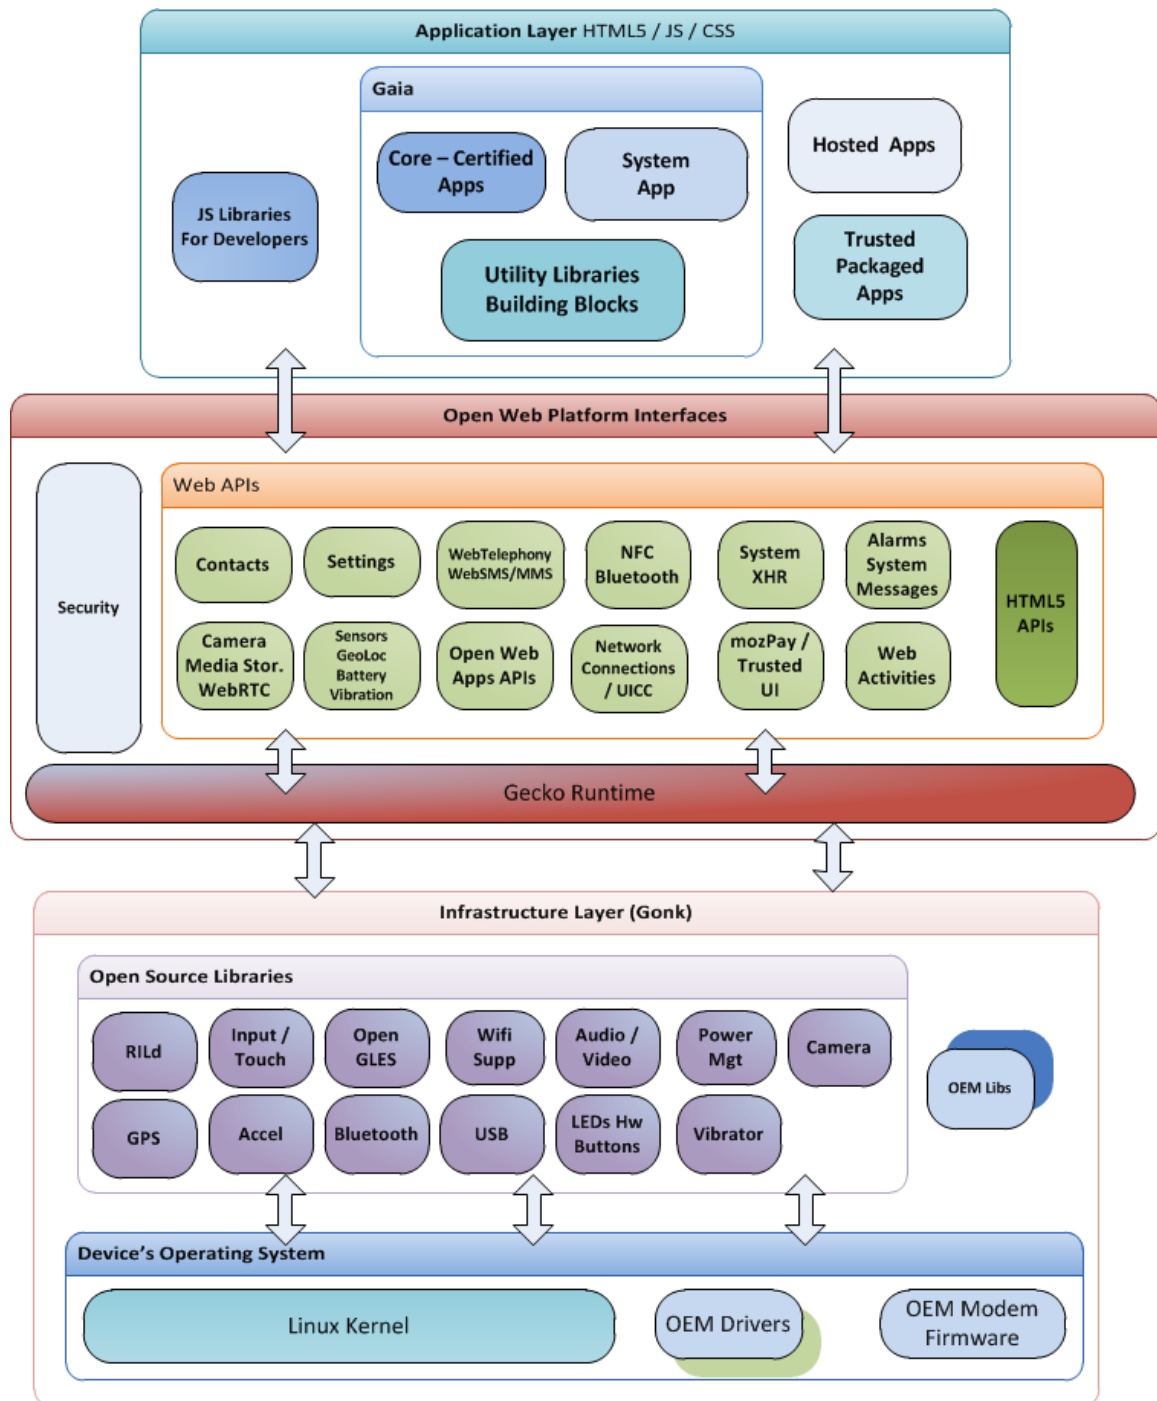 Application Layer HTML5 / JS / CSS
Gaia
Core – Certified
Apps
System
App
Hosted Apps
JS Libraries
For Developers
Trusted
Packaged
Apps
Utility Libraries
Building Blocks
Open Web Platform Interfaces
Security
Web APIs
Contacts
Settings
WebTelephony
WebSMS/MMS
NFC
Bluetooth
System
XHR
Alarms
System
Messages
HTML5
APIs
Camera
Media Stor.
WebRTC
Sensors
GeoLoc
Battery
Vibration
Open Web
Apps APIs
Network
Connections
/ UICC
mozPay /
Trusted
UI
Web
Activities
Gecko Runtime
Infrastructure Layer (Gonk)
Open Source Libraries
RILd
Input /
Touch
Open
GLES
Wifi
Supp
Audio /
Video
Power
Mgt
Camera
OEM Libs
GPS
Accel
Bluetooth
USB
LEDs Hw
Buttons
Vibrator
Device's Operating System
Linux Kernel
OEM Drivers
OEM Modem
Firmware